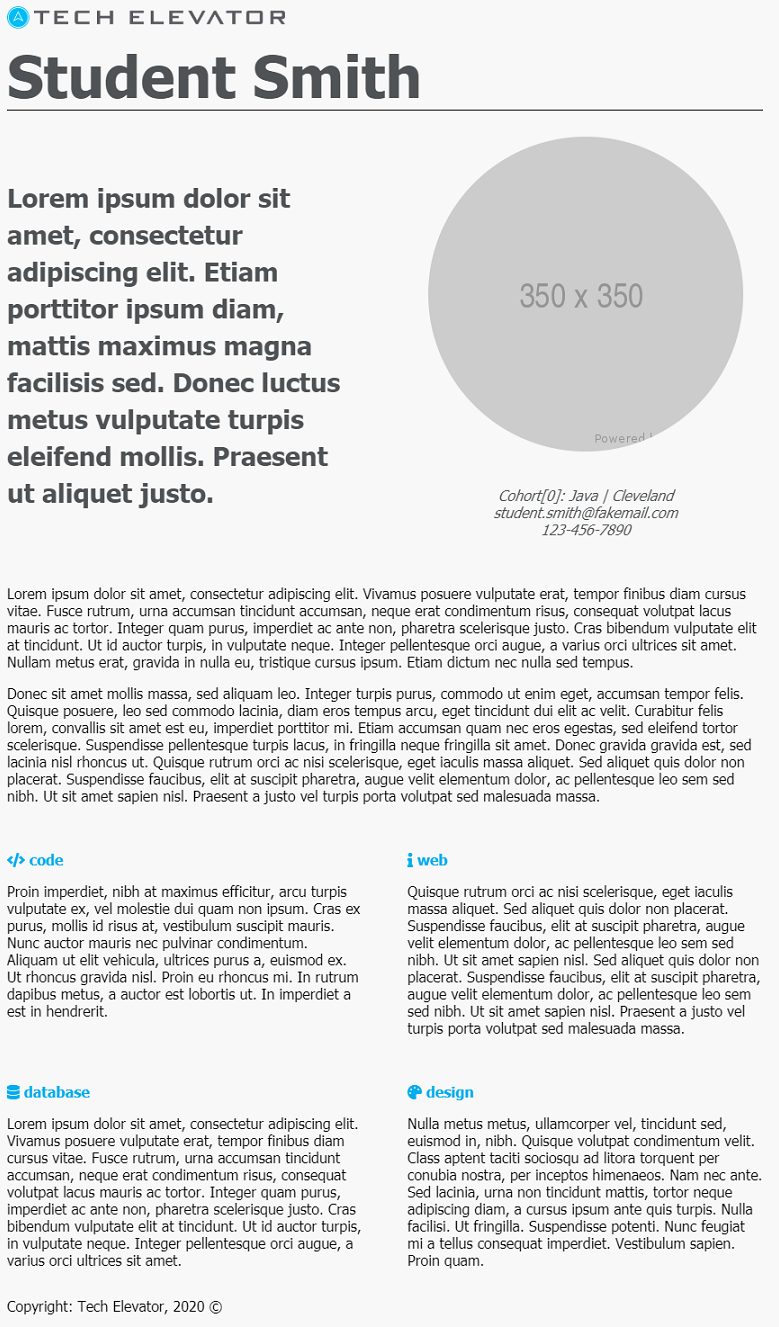 TECH ELEVATOR
Student Smith
Lorem ipsum dolor sit
amet, consectetur
adipiscing elit. Etiam
porttitor ipsum diam,
mattis maximus magna
facilisis sed. Donec luctus
metus vulputate turpis
eleifend mollis. Praesent
ut aliquet justo.
350 x 350
Powered
Cohort[0]: Java | Cleveland
student.smith@fakemail.com
123-456-7890
Lorem ipsum dolor sit amet, consectetur adipiscing elit. Vivamus posuere vulputate erat, tempor finibus diam cursus
vitae. Fusce rutrum, urna accumsan tincidunt accumsan, neque erat condimentum risus, consequat volutpat lacus
mauris ac tortor. Integer quam purus, imperdiet ac ante non, pharetra scelerisque justo. Cras bibendum vulputate elit
at tincidunt. Ut id auctor turpis, in vulputate neque. Integer pellentesque orci augue, a varius orci ultrices sit amet.
Nullam metus erat, gravida in nulla eu, tristique cursus ipsum. Etiam dictum nec nulla sed tempus.
Donec sit amet mollis massa, sed aliquam leo. Integer turpis purus, commodo ut enim eget, accumsan tempor felis.
Quisque posuere, leo sed commodo lacinia, diam eros tempus arcu, eget tincidunt dui elit ac velit. Curabitur felis
lorem, convallis sit amet est eu, imperdiet porttitor mi. Etiam accumsan quam nec eros egestas, sed eleifend tortor
scelerisque. Suspendisse pellentesque turpis lacus, in fringilla neque fringilla sit amet. Donec gravida gravida est, sed
lacinia nisl rhoncus ut. Quisque rutrum orci ac nisi scelerisque, eget iaculis massa aliquet. Sed aliquet quis dolor non
placerat. Suspendisse faucibus, elit at suscipit pharetra, augue velit elementum dolor, ac pellentesque leo sem sed
nibh. Ut sit amet sapien nisl. Praesent a justo vel turpis porta volutpat sed malesuada massa.
code
Proin imperdiet, nibh at maximus efficitur, arcu turpis
vulputate ex, vel molestie dui quam non ipsum. Cras ex
purus, mollis id risus at, vestibulum suscipit mauris.
Nunc auctor mauris nec pulvinar condimentum.
Aliquam ut elit vehicula, ultrices purus a, euismod ex.
Ut rhoncus gravida nisl. Proin eu rhoncus mi. In rutrum
dapibus metus, a auctor est lobortis ut. In imperdiet a
est in hendrerit.
web
Quisque rutrum orci ac nisi scelerisque, eget iaculis
massa aliquet. Sed aliquet quis dolor non placerat.
Suspendisse faucibus, elit at suscipit pharetra, augue
velit elementum dolor, ac pellentesque leo sem sed
nibh. Ut sit amet sapien nisl. Sed aliquet quis dolor non
placerat. Suspendisse faucibus, elit at suscipit pharetra,
augue velit elementum dolor, ac pellentesque leo sem
sed nibh. Ut sit amet sapien nisl. Praesent a justo vel
turpis porta volutpat sed malesuada massa.
database
Lorem ipsum dolor sit amet, consectetur adipiscing elit.
Vivamus posuere vulputate erat, tempor finibus diam
cursus vitae. Fusce rutrum, urna accumsan tincidunt
accumsan, neque erat condimentum risus, consequat
volutpat lacus mauris ac tortor. Integer quam purus,
imperdiet ac ante non, pharetra scelerisque justo. Cras
bibendum vulputate elit at tincidunt. Ut id auctor turpis,
in vulputate neque. Integer pellentesque orci augue, a
varius orci ultrices sit amet.
design
Nulla metus metus, ullamcorper vel, tincidunt sed,
euismod in, nibh. Quisque volutpat condimentum velit.
Class aptent taciti sociosqu ad litora torquent per
conubia nostra, per inceptos himenaeos. Nam nec ante.
Sed lacinia, urna non tincidunt mattis, tortor neque
adipiscing diam, a cursus ipsum ante quis turpis. Nulla
facilisi. Ut fringilla. Suspendisse potenti. Nunc feugiat
mi a tellus consequat imperdiet. Vestibulum sapien.
Proin quam.
Copyright: Tech Elevator, 2020 ©